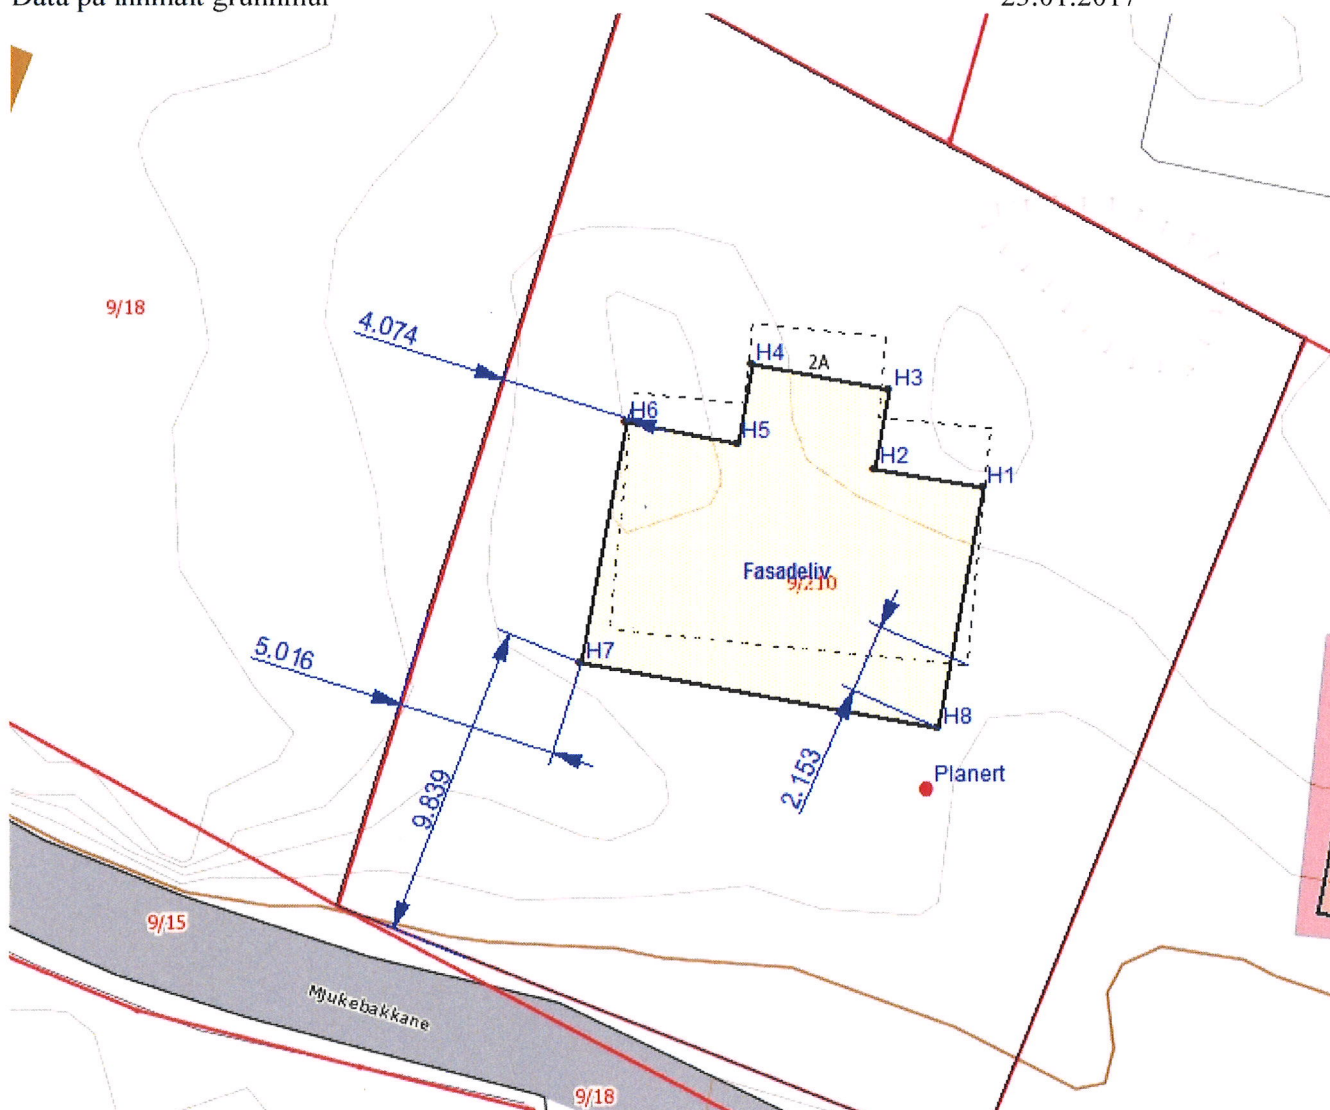 9/18
4.074
H4
2A
H3
H6
H5
H2
H1
Fasadeliv
9/210
5.016
H7
H8
2.153
9.839
Planert
9/15
Mjukebakkane
9/18